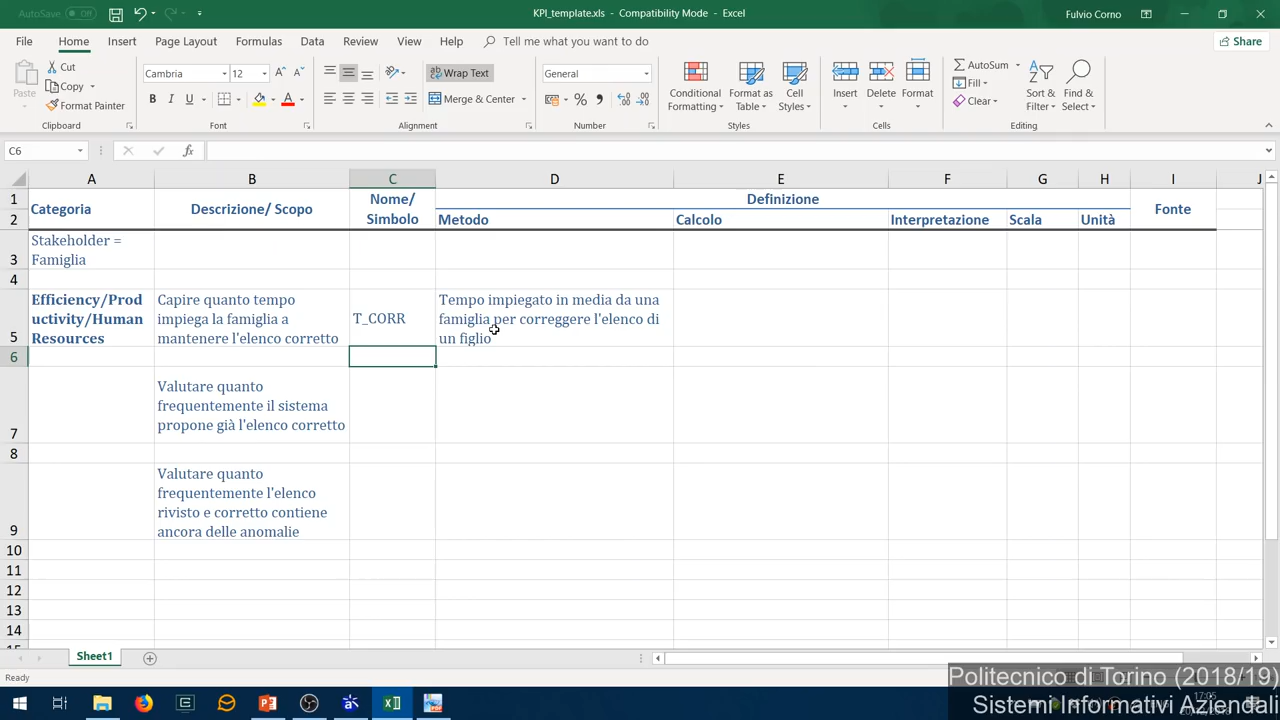 AutoSave Off KPI_template.xls - Compatibility Mode - Excel Fulvio Corno
File Home Insert Page Layout Formulas Data Review View Help Tell me what you want to do Share
Paste Cut Copy Format Painter Clipboard
Cambria 12 A A B I U A Font
Wrap Text Merge & Center Alignment
General % Number
Conditional Formatting Format as Table Cell Styles Styles
Insert Delete Format Cells
AutoSum Fill Clear Sort & Filter Find & Select Editing
C6 fx
A B C D E F G H I J
1 Categoria Descrizione/ Scopo Nome/ Simbolo Definizione Fonte
2 Metodo Calcolo Interpretazione Scala Unità
3 Stakeholder =
Famiglia
4
5 Efficiency/Prod
uctivity/Human
Resources
Capire quanto tempo
impiega la famiglia a
mantenere l'elenco corretto
T_CORR
Tempo impiegato in media da una
famiglia per correggere l'elenco di
un figlio
6
7 Valutare quanto
frequentemente il sistema
propone già l'elenco corretto
8
9 Valutare quanto
frequentemente l'elenco
rivisto e corretto contiene
ancora delle anomalie
10
11
12
13
14
Sheet1
Ready
Politecnico di Torino (2018/19)
17:05
Sistemi Informativi Aziendali